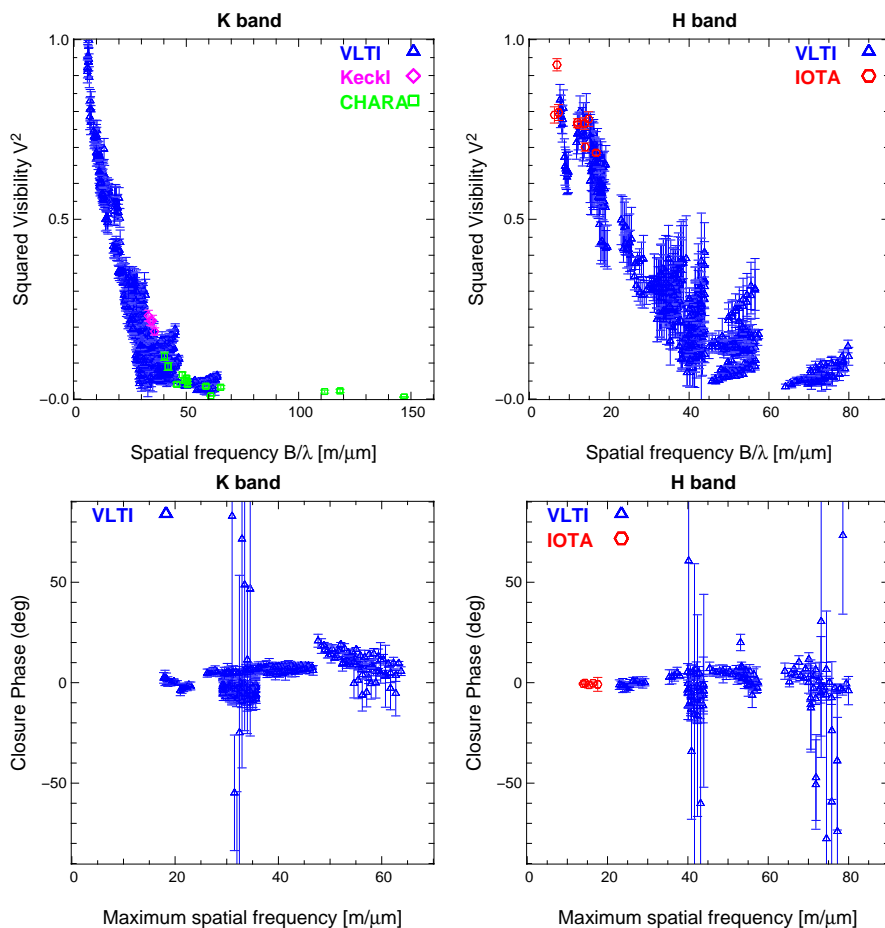 K band
H band
VLTI
KeckI
CHARA
VLTI
IOTA
1.0
0.5
−0.0
Squared Visibility V²
0
50
100
150
Spatial frequency B/λ [m/μm]
1.0
0.5
−0.0
Squared Visibility V²
0
20
40
60
80
Spatial frequency B/λ [m/μm]
K band
H band
VLTI
VLTI
IOTA
50
0
−50
Closure Phase (deg)
0
20
40
60
Maximum spatial frequency [m/μm]
50
0
−50
Closure Phase (deg)
0
20
40
60
80
Maximum spatial frequency [m/μm]